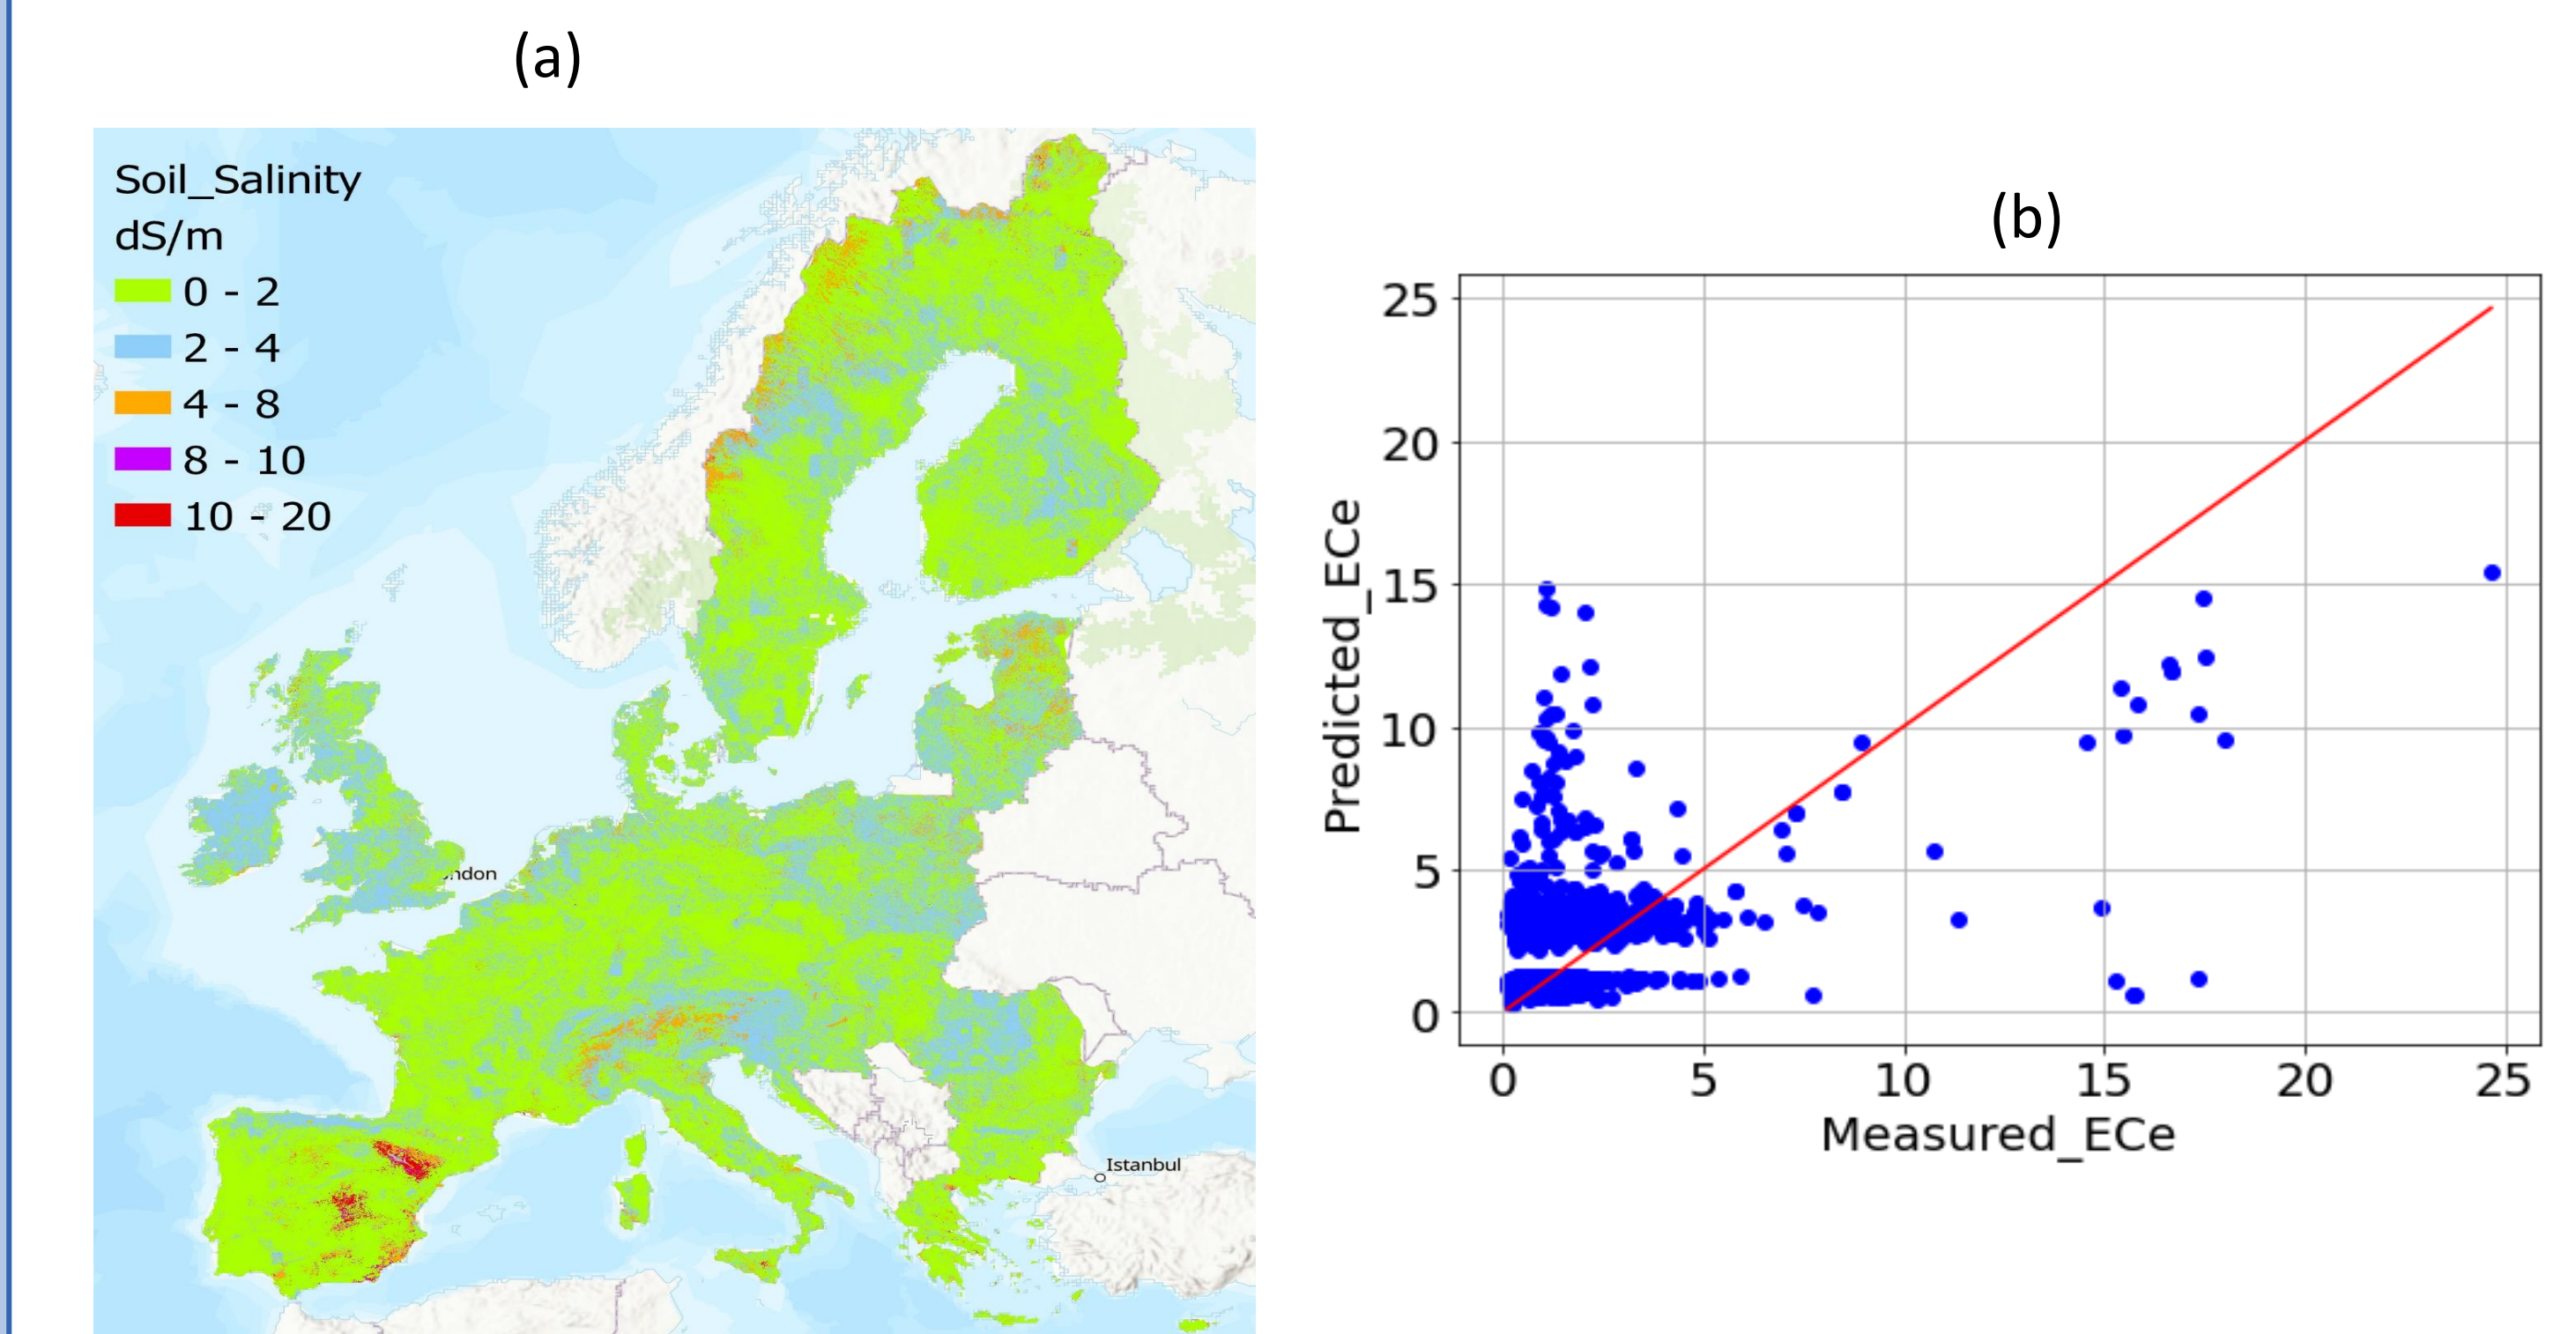 (a)
Soil_Salinity
dS/m
0 - 2
2 - 4
4 - 8
8 - 10
10 - 20
ndon
Istanbul
(b)
25
20
15
10
5
0
Predicted_ECe
0 5 10 15 20 25
Measured_ECe